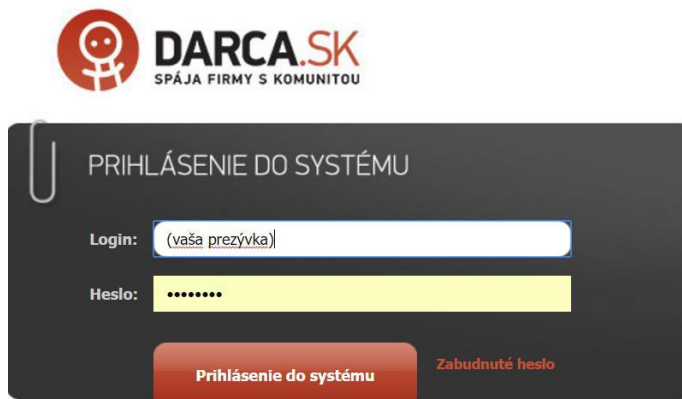 DARCA.SK
SPÁJA FIRMY S KOMUNITOU
PRIHLÁSENIE DO SYSTÉMU
Login: (vaša prezývka)
Heslo: ••••••••
Prihlásenie do systému Zabudnuté heslo